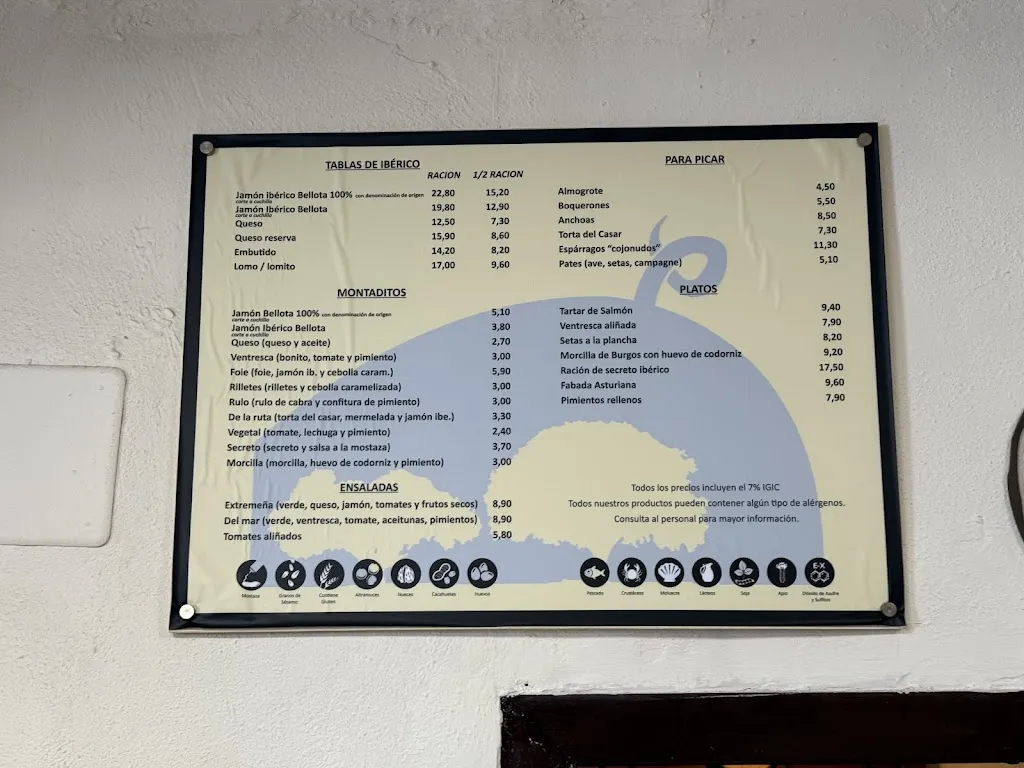 TABLAS DE IBÉRICO
RACION 1/2 RACION
Jamón ibérico Bellota 100% con denominación de origen 22,80 15,20
corte a cuchillo
Jamón Ibérico Bellota 19,80 12,90
corte a cuchillo
Queso 12,50 7,30
Queso reserva 15,90 8,60
Embutido 14,20 8,20
Lomo / lomito 17,00 9,60
MONTADITOS
Jamón Bellota 100% con denominación de origen 5,10
corte a cuchillo
Jamón Ibérico Bellota 3,80
corte a cuchillo
Queso (queso y aceite) 2,70
Ventresca (bonito, tomate y pimiento) 3,00
Foie (foie, jamón ib. y cebolla caram.) 5,90
Rilletes (rilletes y cebolla caramelizada) 3,00
Rulo (rulo de cabra y confitura de pimiento) 3,00
De la ruta (torta del casar, mermelada y jamón ibe.) 3,30
Vegetal (tomate, lechuga y pimiento) 2,40
Secreto (secreto y salsa a la mostaza) 3,70
Morcilla (morcilla, huevo de codorniz y pimiento) 3,00
ENSALADAS
Extremeña (verde, queso, jamón, tomates y frutos secos) 8,90
Del mar (verde, ventresca, tomate, aceitunas, pimientos) 8,90
Tomates aliñados 5,80
PARA PICAR
Almogrote 4,50
Boquerones 5,50
Anchoas 8,50
Torta del Casar 7,30
Espárragos "cojonudos" 11,30
Pates (ave, setas, campagne) 5,10
PLATOS
Tartar de Salmón 9,40
Ventresca aliñada 7,90
Setas a la plancha 8,20
Morcilla de Burgos con huevo de codorniz 9,20
Ración de secreto ibérico 17,50
Fabada Asturiana 9,60
Pimientos rellenos 7,90
Todos los precios incluyen el 7% IGIC
Todos nuestros productos pueden contener algún tipo de alérgenos.
Consulta al personal para mayor información.
Mostaza
Granos de Sésamo
Contiene Gluten
Altramuces
Nueces
Cacahuetes
Huevos
Pescado
Crustáceos
Moluscos
Lácteos
Soja
Apio
E-X
Dióxido de Azufre y Sulfitos